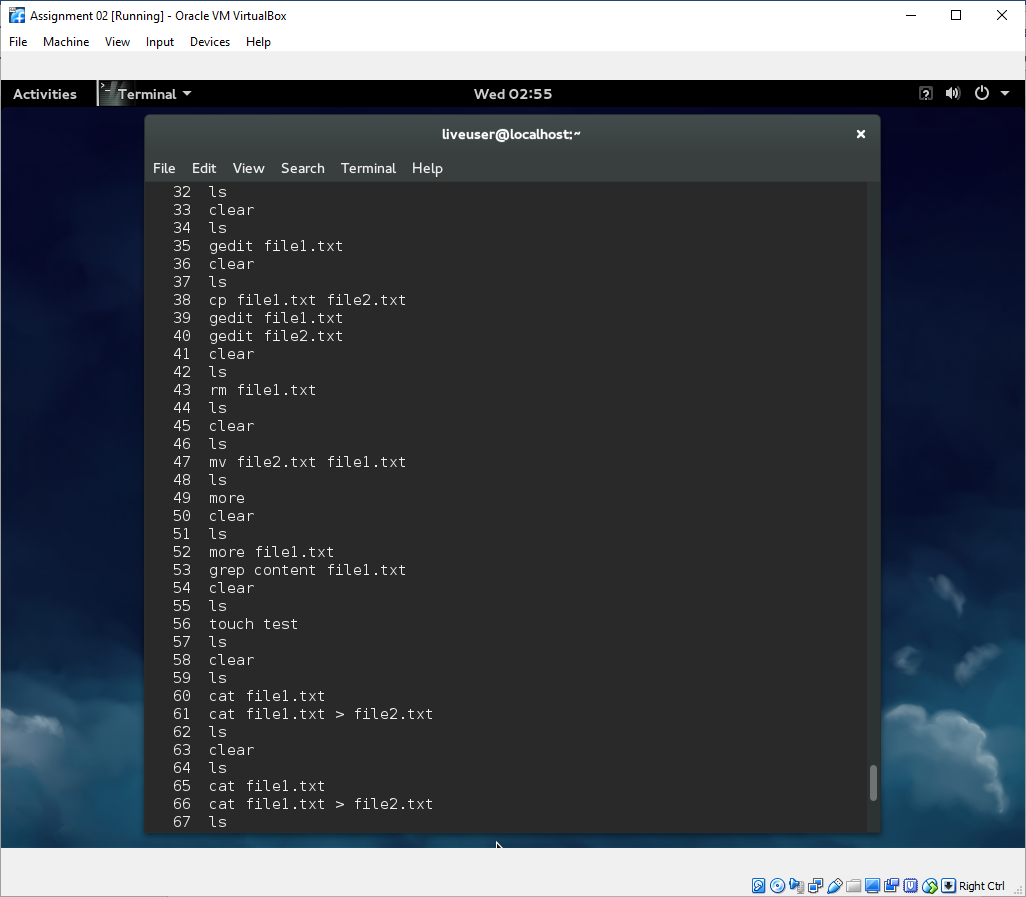 Assignment 02 [Running] - Oracle VM VirtualBox
File Machine View Input Devices Help
Activities Terminal Wed 02:55
liveuser@localhost:~
File Edit View Search Terminal Help
32 ls
33 clear
34 ls
35 gedit file1.txt
36 clear
37 ls
38 cp file1.txt file2.txt
39 gedit file1.txt
40 gedit file2.txt
41 clear
42 ls
43 rm file1.txt
44 ls
45 clear
46 ls
47 mv file2.txt file1.txt
48 ls
49 more
50 clear
51 ls
52 more file1.txt
53 grep content file1.txt
54 clear
55 ls
56 touch test
57 ls
58 clear
59 ls
60 cat file1.txt
61 cat file1.txt > file2.txt
62 ls
63 clear
64 ls
65 cat file1.txt
66 cat file1.txt > file2.txt
67 ls
Right Ctrl